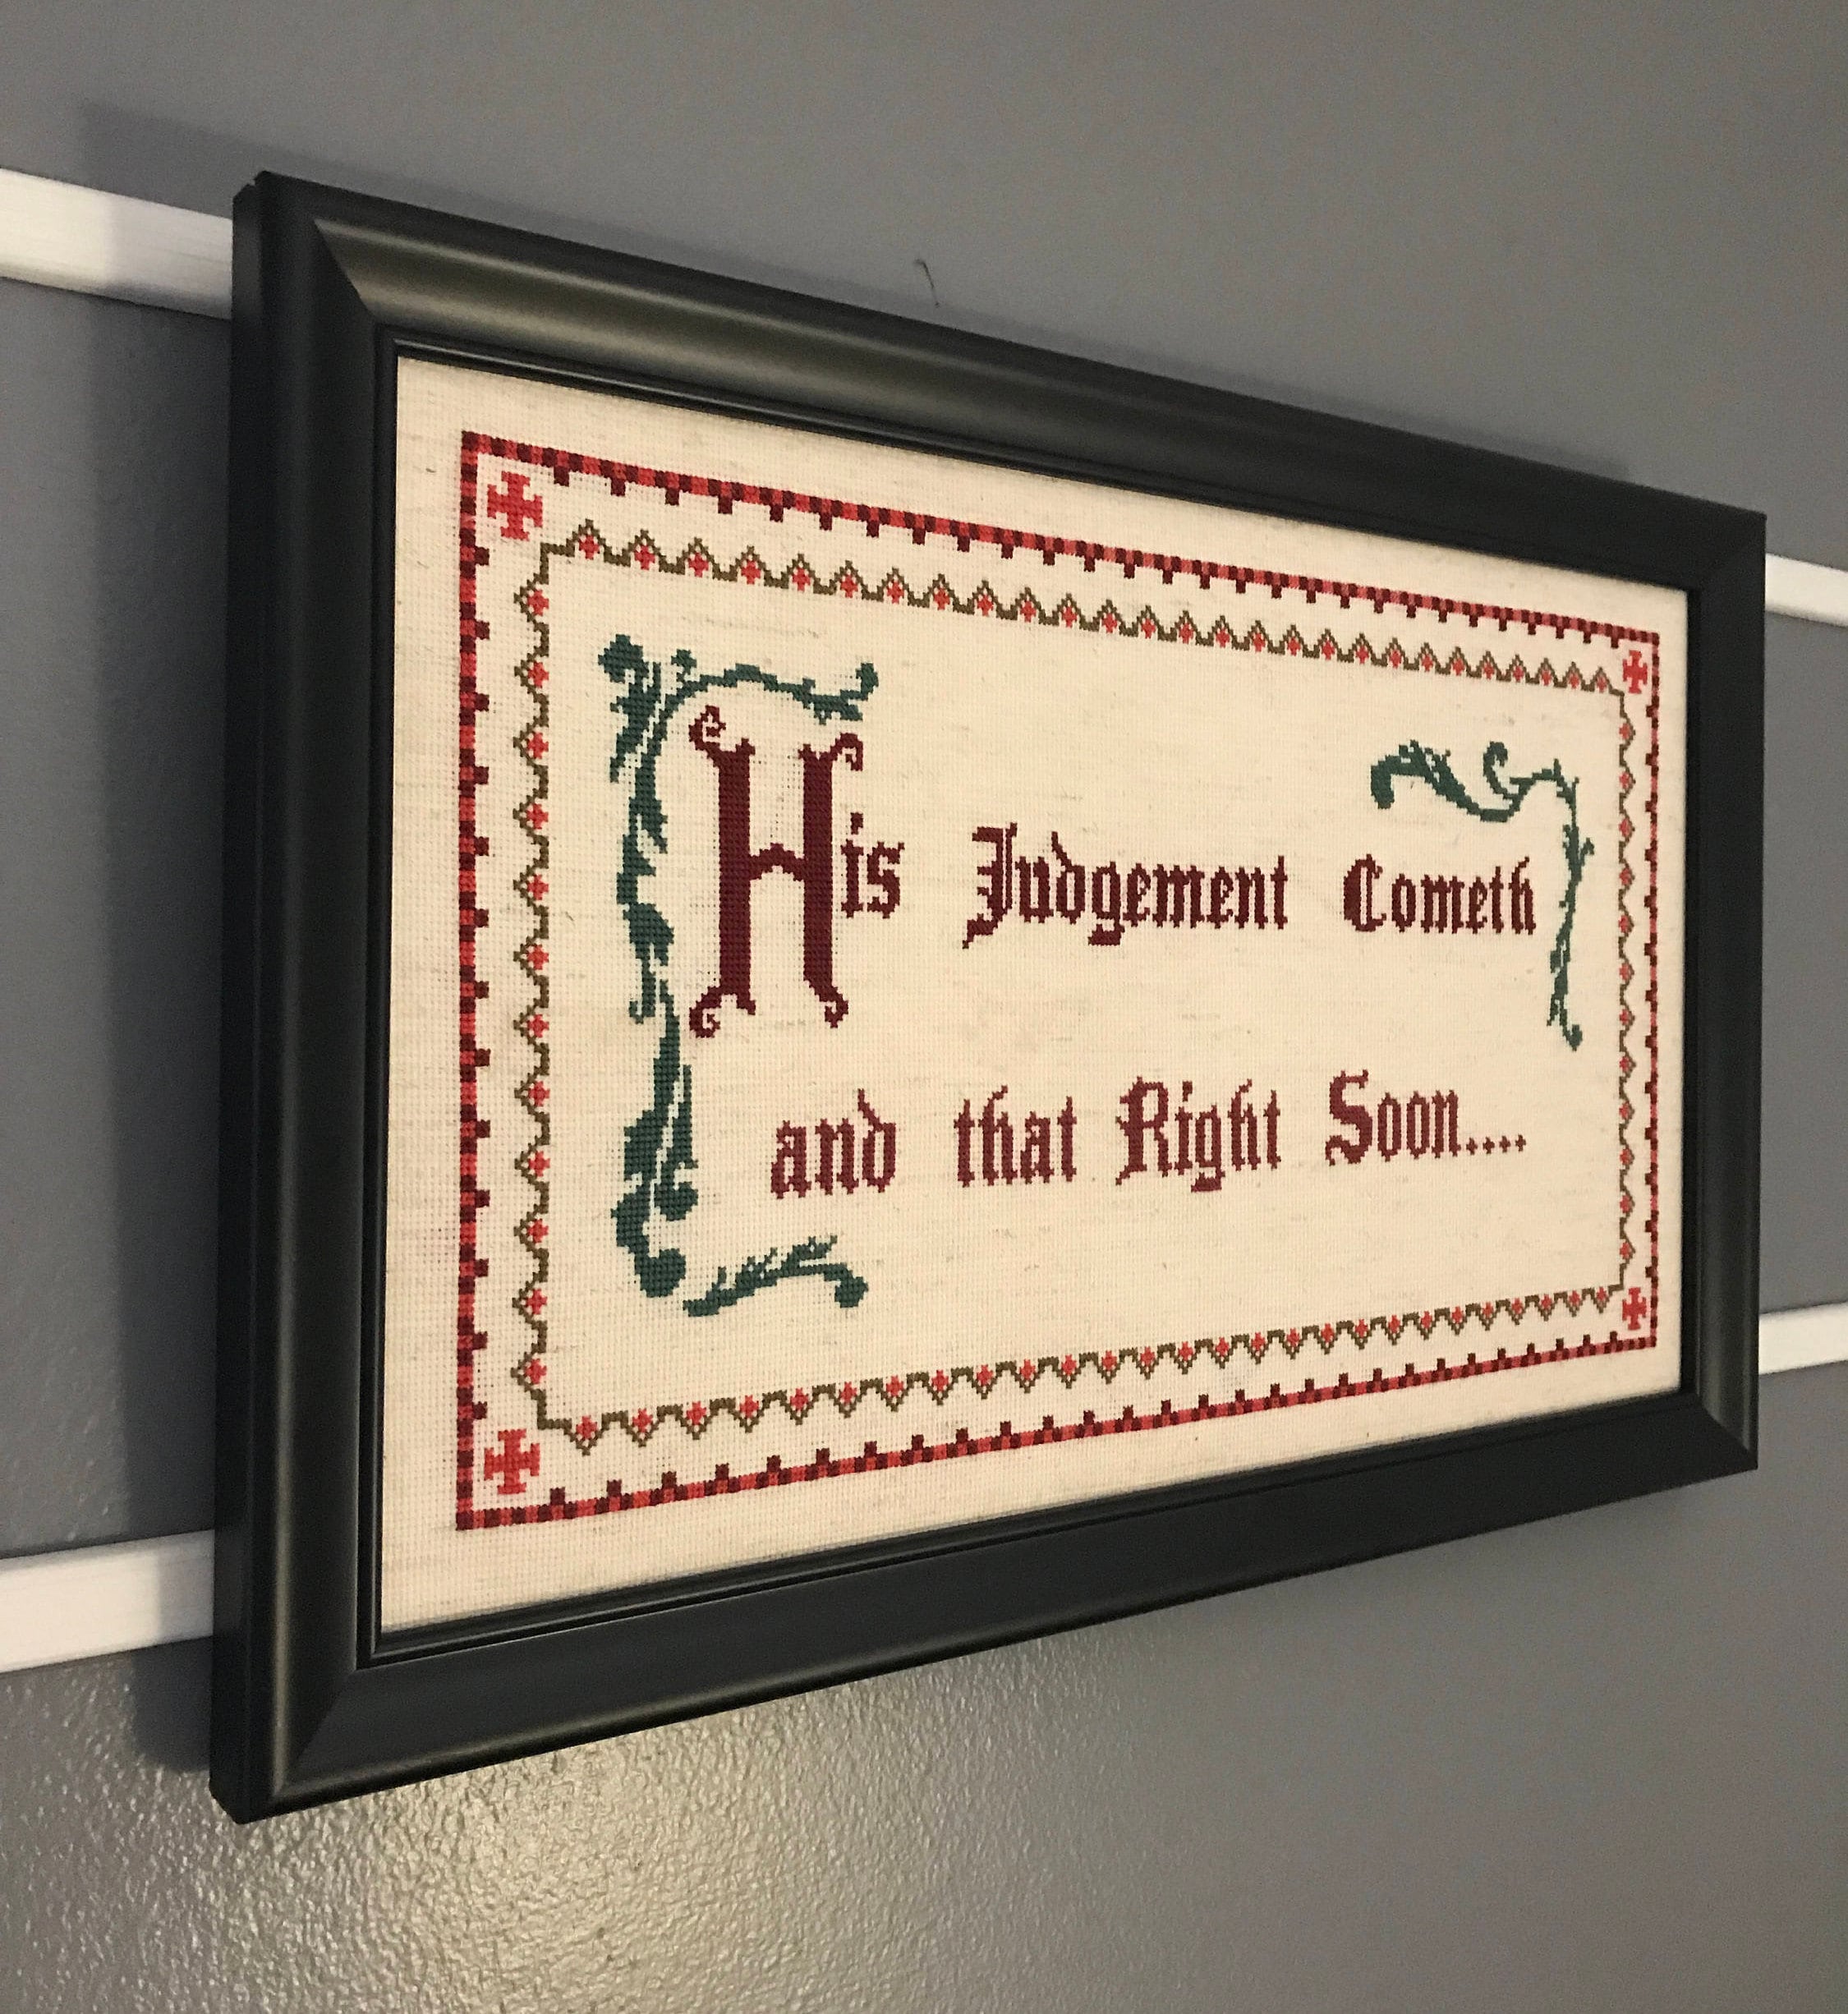 His Judgement Cometh
and that Right Soon....